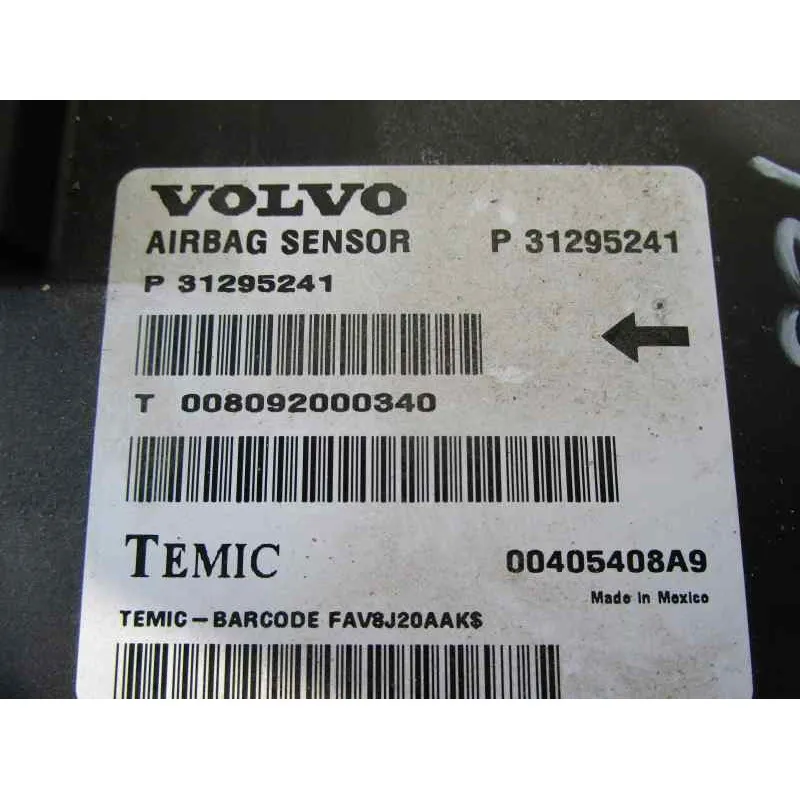 VOLVO
AIRBAG SENSOR P 31295241
P 31295241
T 008092000340
TEMIC 00405408A9
Made in Mexico
TEMIC-BARCODE FAV8J20AAK$